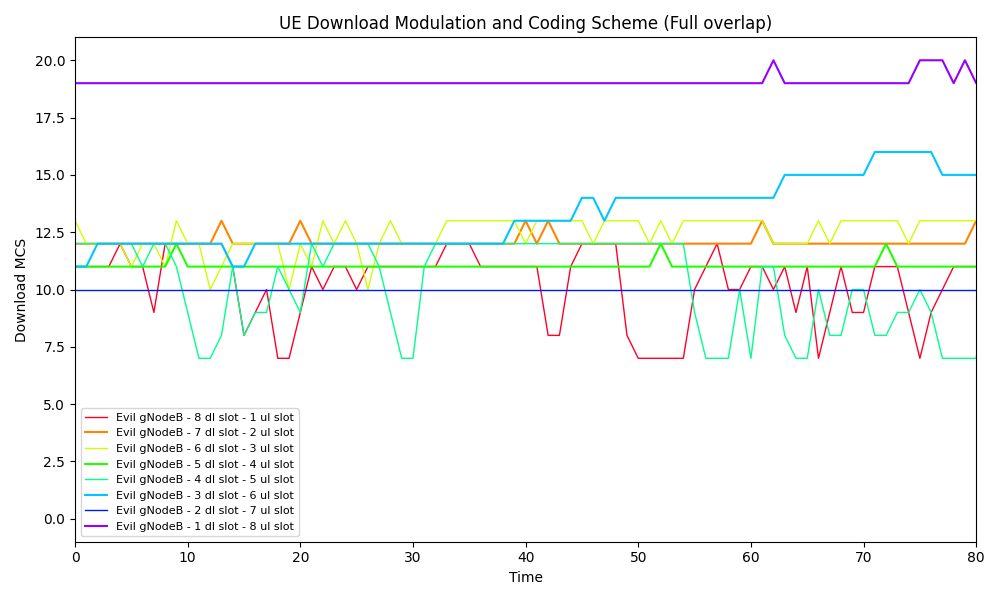 UE Download Modulation and Coding Scheme (Full overlap)
20.0
17.5
15.0
12.5
10.0
7.5
5.0
2.5
0.0
Download MCS
Evil gNodeB - 8 dl slot - 1 ul slot
Evil gNodeB - 7 dl slot - 2 ul slot
Evil gNodeB - 6 dl slot - 3 ul slot
Evil gNodeB - 5 dl slot - 4 ul slot
Evil gNodeB - 4 dl slot - 5 ul slot
Evil gNodeB - 3 dl slot - 6 ul slot
Evil gNodeB - 2 dl slot - 7 ul slot
Evil gNodeB - 1 dl slot - 8 ul slot
0 10 20 30 40 50 60 70 80
Time